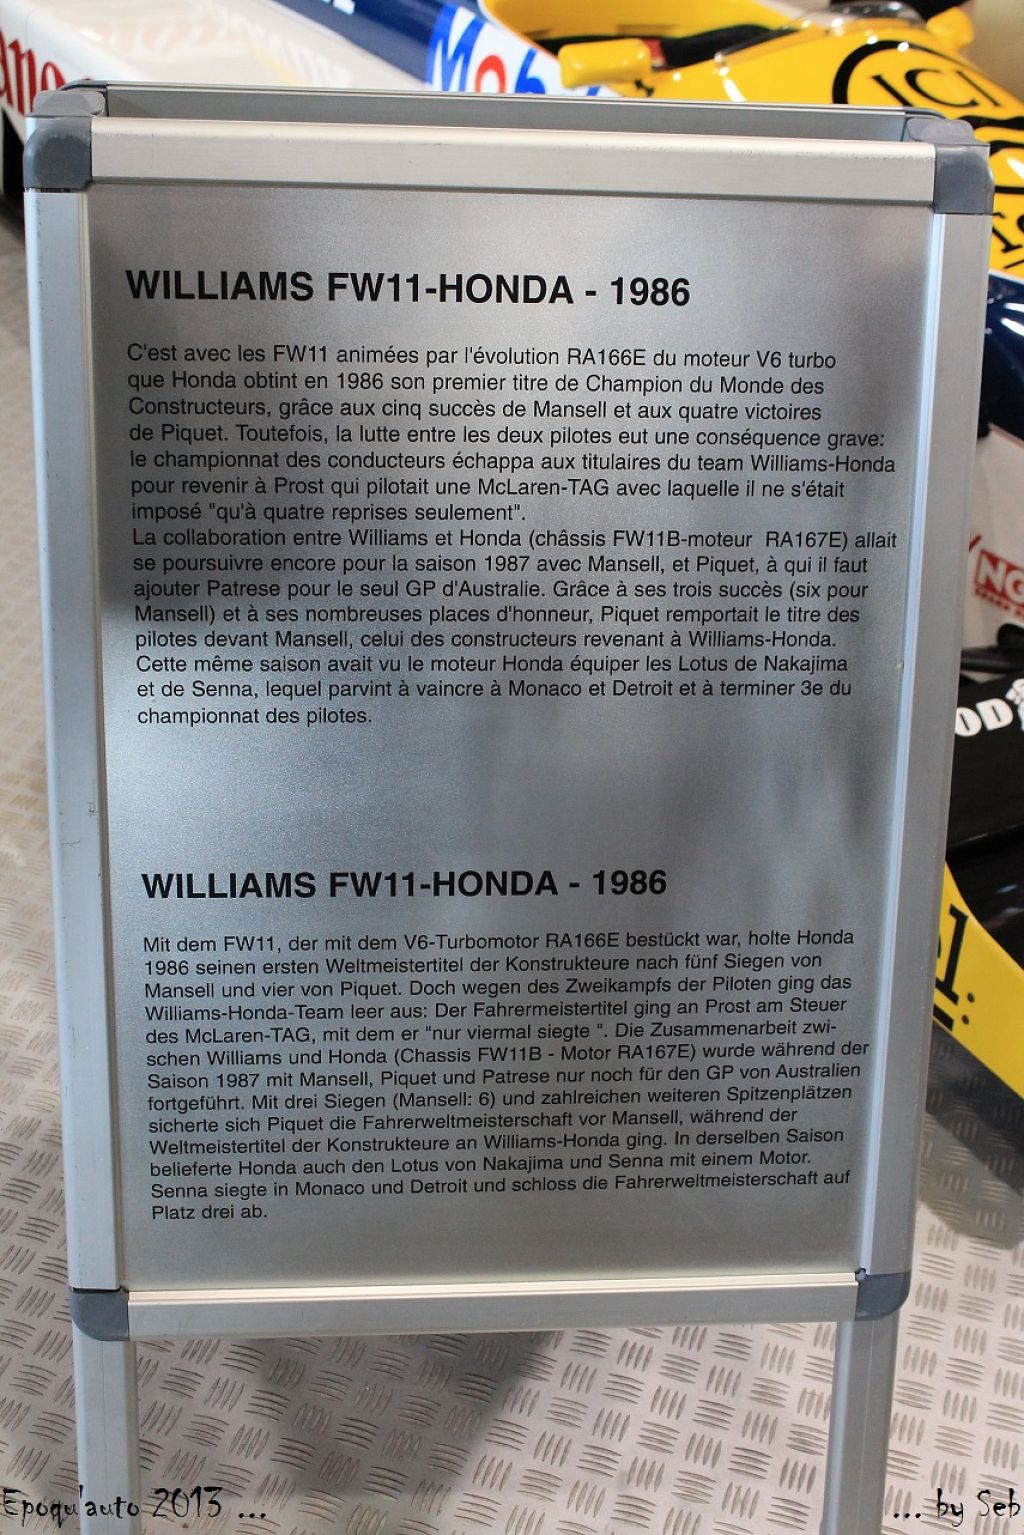 Mobi
ICI
WILLIAMS FW11-HONDA - 1986
C'est avec les FW11 animées par l'évolution RA166E du moteur V6 turbo
que Honda obtint en 1986 son premier titre de Champion du Monde des
Constructeurs, grâce aux cinq succès de Mansell et aux quatre victoires
de Piquet. Toutefois, la lutte entre les deux pilotes eut une conséquence grave:
le championnat des conducteurs échappa aux titulaires du team Williams-Honda
pour revenir à Prost qui pilotait une McLaren-TAG avec laquelle il ne s'était
imposé "qu'à quatre reprises seulement".
La collaboration entre Williams et Honda (châssis FW11B-moteur RA167E) allait
se poursuivre encore pour la saison 1987 avec Mansell, et Piquet, à qui il faut
ajouter Patrese pour le seul GP d'Australie. Grâce à ses trois succès (six pour
Mansell) et à ses nombreuses places d'honneur, Piquet remportait le titre des
pilotes devant Mansell, celui des constructeurs revenant à Williams-Honda.
Cette même saison avait vu le moteur Honda équiper les Lotus de Nakajima
et de Senna, lequel parvint à vaincre à Monaco et Detroit et à terminer 3e du
championnat des pilotes.
WILLIAMS FW11-HONDA - 1986
Mit dem FW11, der mit dem V6-Turbomotor RA166E bestückt war, holte Honda
1986 seinen ersten Weltmeistertitel der Konstrukteure nach fünf Siegen von
Mansell und vier von Piquet. Doch wegen des Zweikampfs der Piloten ging das
Williams-Honda-Team leer aus: Der Fahrermeistertitel ging an Prost am Steuer
des McLaren-TAG, mit dem er "nur viermal siegte ". Die Zusammenarbeit zwi-
schen Williams und Honda (Chassis FW11B - Motor RA167E) wurde während der
Saison 1987 mit Mansell, Piquet und Patrese nur noch für den GP von Australien
fortgeführt. Mit drei Siegen (Mansell: 6) und zahlreichen weiteren Spitzenplätzen
sicherte sich Piquet die Fahrerweltmeisterschaft vor Mansell, während der
Weltmeistertitel der Konstrukteure an Williams-Honda ging. In derselben Saison
belieferte Honda auch den Lotus von Nakajima und Senna mit einem Motor.
Senna siegte in Monaco und Detroit und schloss die Fahrerweltmeisterschaft auf
Platz drei ab.
Epoqu'auto 2013 ... ... by Seb